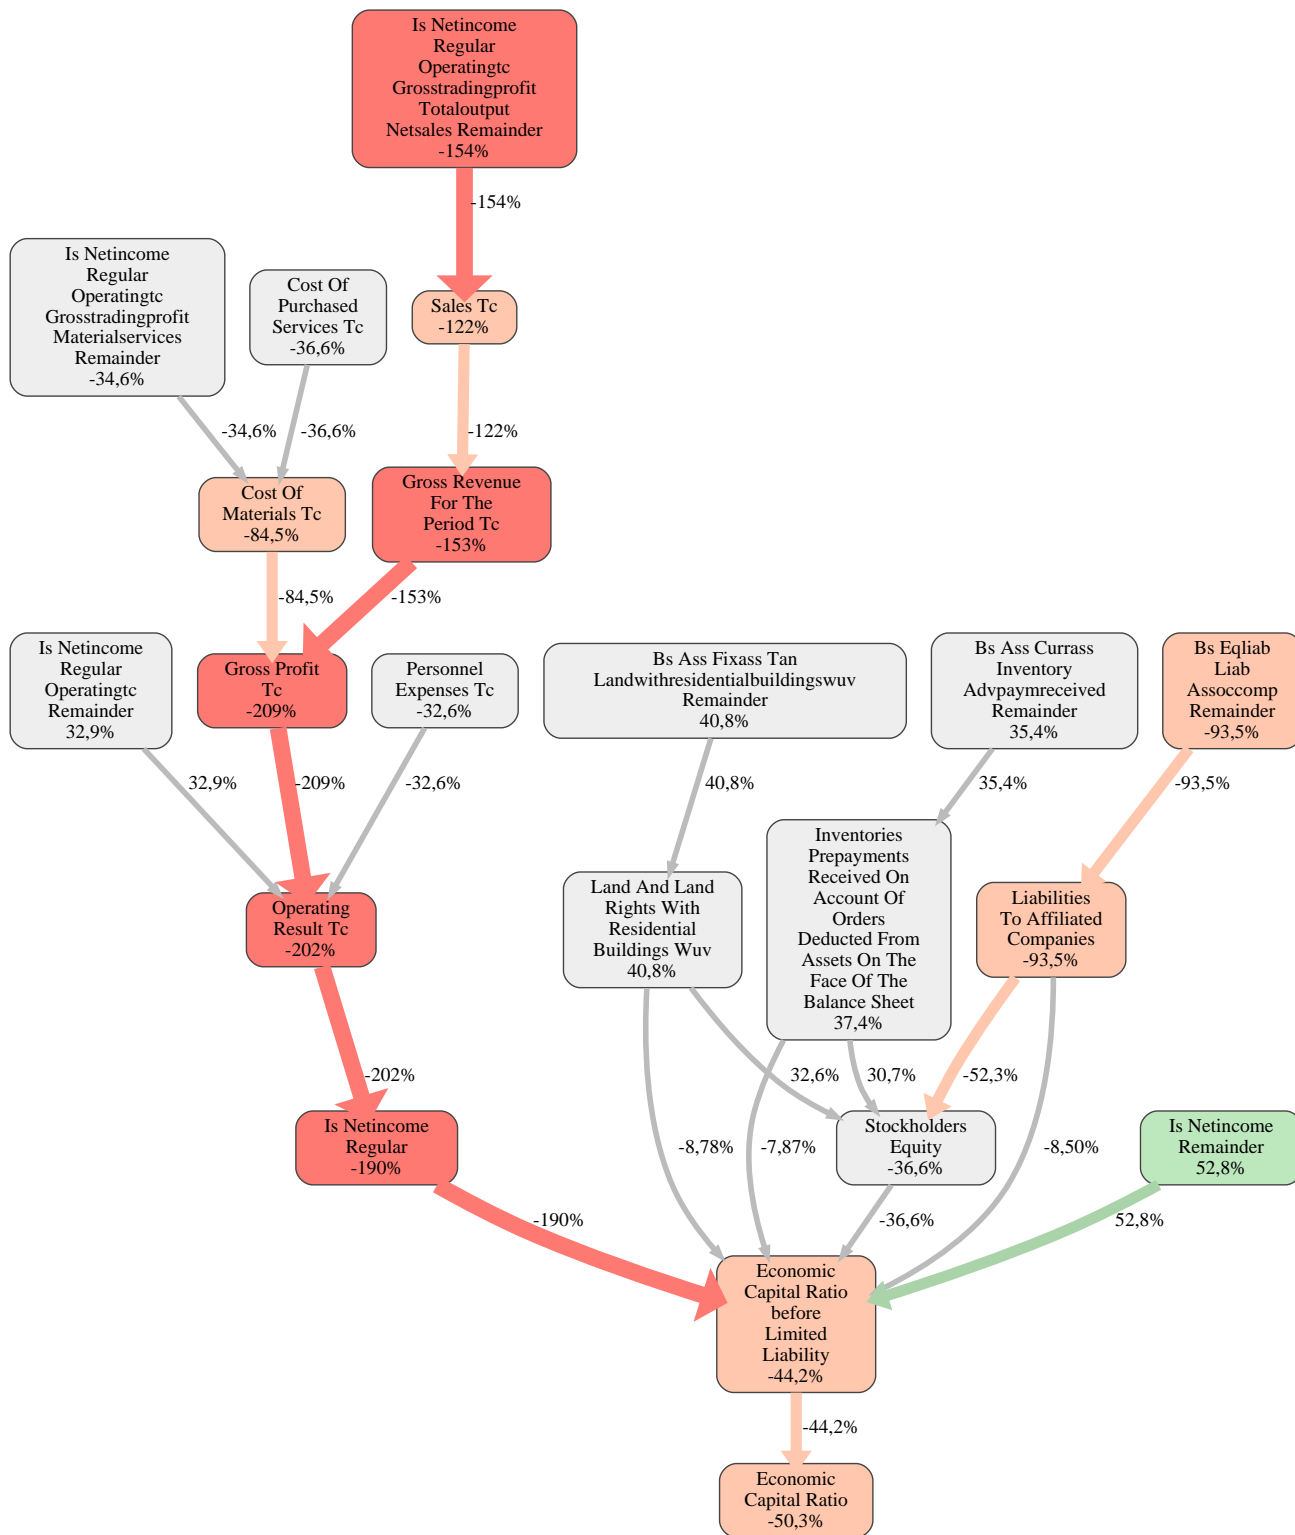 Is Netincome
Regular
Operatingtc
Grosstradingprofit
Totaloutput
Netsales Remainder
-154%
-154%
Is Netincome
Regular
Operatingtc
Grosstradingprofit
Materialservices
Remainder
-34,6%
Cost Of
Purchased
Services Tc
-36,6%
Sales Tc
-122%
-34,6%
-36,6%
-122%
Cost Of
Materials Tc
-84,5%
Gross Revenue
For The
Period Tc
-153%
-84,5%
-153%
Is Netincome
Regular
Operatingtc
Remainder
32,9%
Gross Profit
Tc
-209%
Personnel
Expenses Tc
-32,6%
Bs Ass Fixass Tan
Landwithresidentialbuildingswuv
Remainder
40,8%
Bs Ass Currass
Inventory
Advpaymreceived
Remainder
35,4%
Bs Eqliab
Liab
Assoccomp
Remainder
-93,5%
32,9%
-209%
-32,6%
40,8%
35,4%
-93,5%
Operating
Result Tc
-202%
Land And Land
Rights With
Residential
Buildings Wuv
40,8%
Inventories
Prepayments
Received On
Account Of
Orders
Deducted From
Assets On The
Face Of The
Balance Sheet
37,4%
Liabilities
To Affiliated
Companies
-93,5%
-202%
32,6%
30,7%
-52,3%
Is Netincome
Regular
-190%
-8,78%
-7,87%
Stockholders
Equity
-36,6%
-8,50%
Is Netincome
Remainder
52,8%
-190%
-36,6%
52,8%
Economic
Capital Ratio
before
Limited
Liability
-44,2%
-44,2%
Economic
Capital Ratio
-50,3%